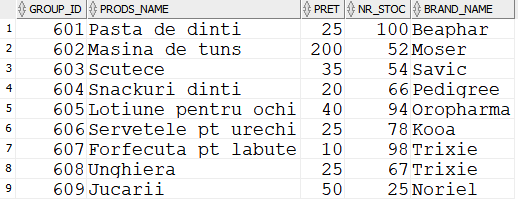 GROUP_ID PRODS_NAME PRET NR_STOC BRAND_NAME
1 601 Pasta de dinti 25 100 Beaphar
2 602 Masina de tuns 200 52 Moser
3 603 Scutece 35 54 Savic
4 604 Snackuri dinti 20 66 Pedigree
5 605 Lotiune pentru ochi 40 94 Oropharma
6 606 Servetele pt urechi 25 78 Kooa
7 607 Forfecuta pt labute 10 98 Trixie
8 608 Unghiera 25 67 Trixie
9 609 Jucarii 50 25 Noriel